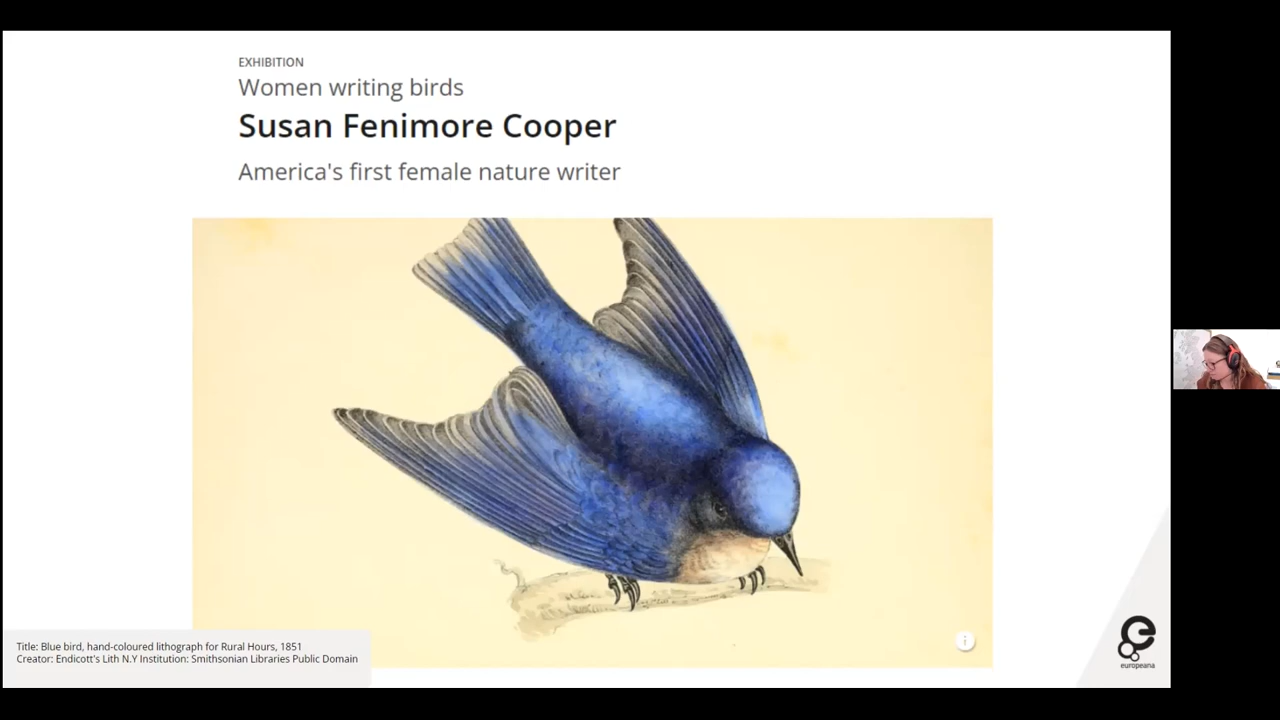 EXHIBITION
Women writing birds
Susan Fenimore Cooper
America's first female nature writer
i
Title: Blue bird, hand-coloured lithograph for Rural Hours, 1851
Creator: Endicott's Lith N.Y Institution: Smithsonian Libraries Public Domain
europeana